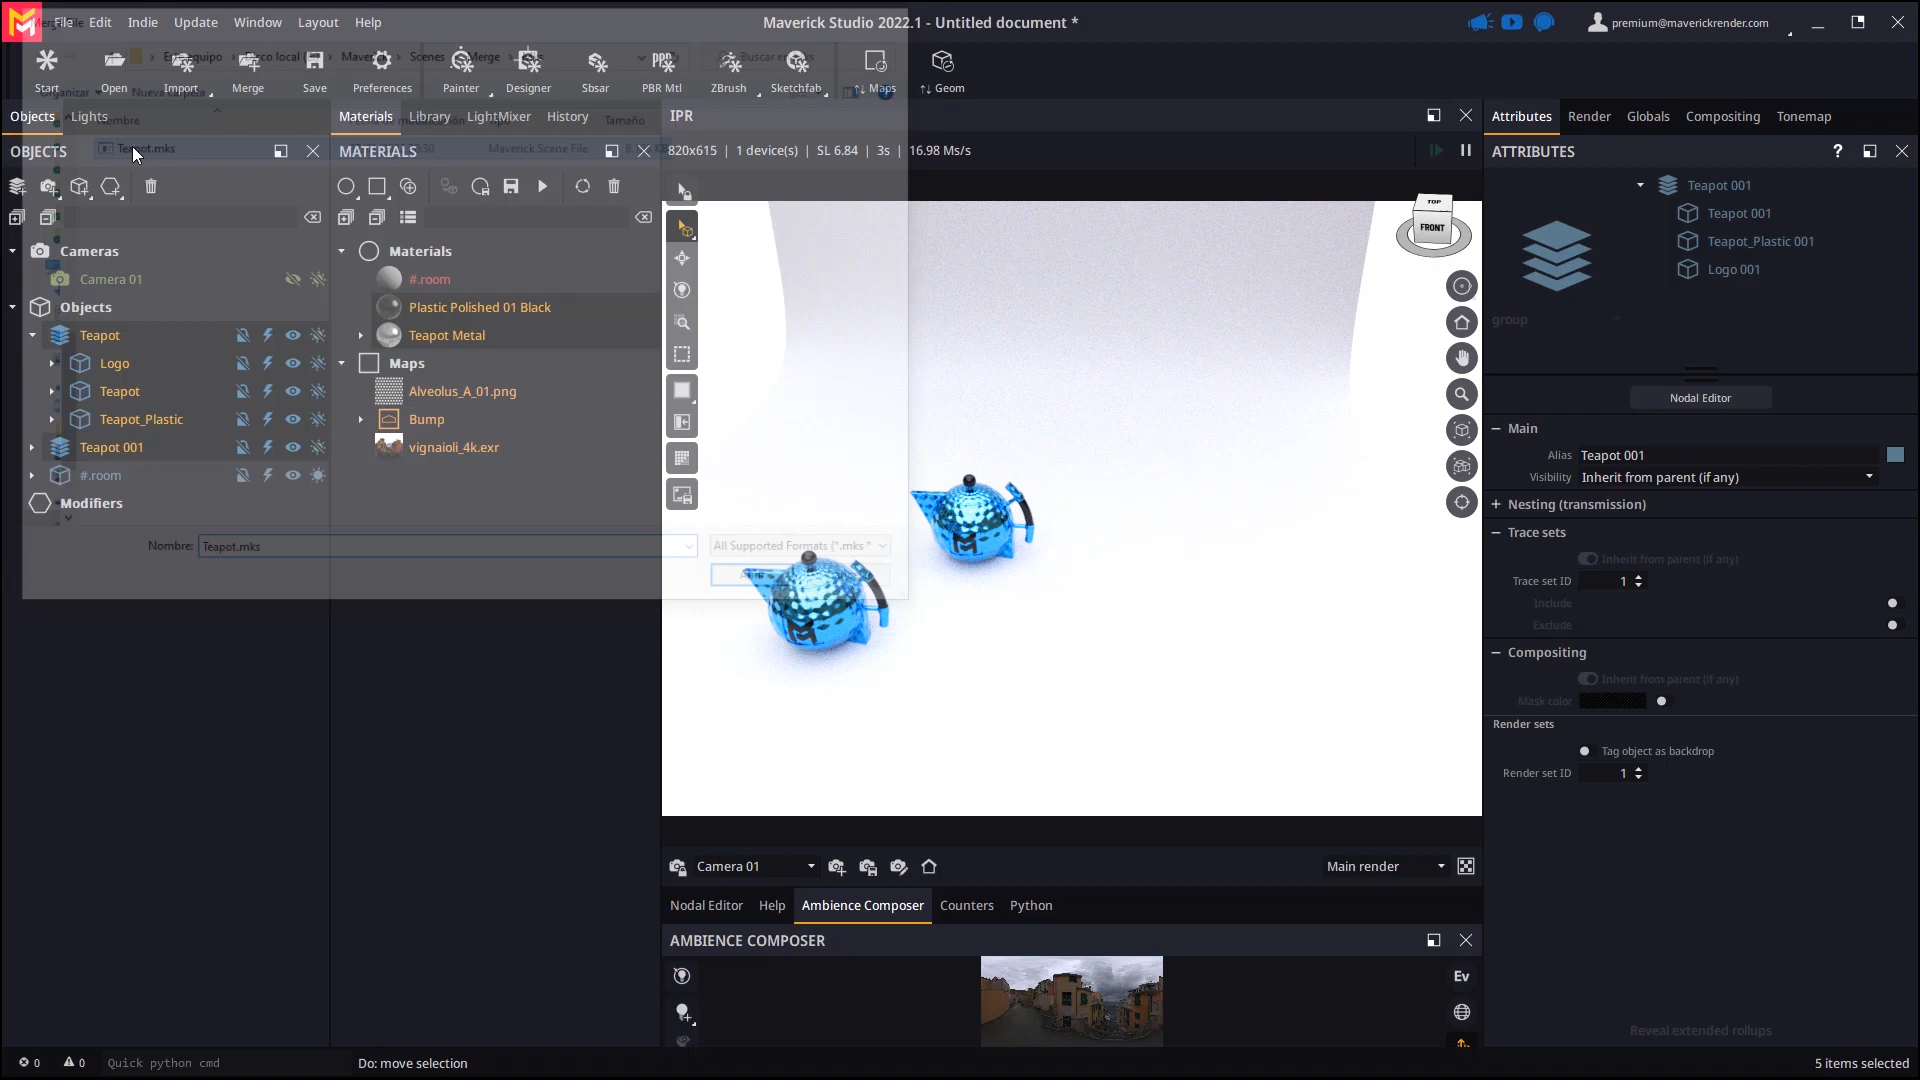 File Edit Indie Update Window Layout Help
Maverick Studio 2022.1 - Untitled document *
premium@maverickrender.com
Start Open Import Merge Save Preferences Painter Designer Sbsar PBR Mtl ZBrush Sketchfab ↑↓ Maps ↑↓ Geom
Objects Lights
Materials Library LightMixer History
IPR
Attributes Render Globals Compositing Tonemap
Nombre
Tamaño
Teapot.mks
Maverick Scene File
OBJECTS
MATERIALS
820x615 | 1 device(s) | SL 6.84 | 3s | 16.98 Ms/s
ATTRIBUTES
Cameras
Camera 01
Objects
Teapot
Logo
Teapot
Teapot_Plastic
Teapot 001
#.room
Modifiers
Materials
#.room
Plastic Polished 01 Black
Teapot Metal
Maps
Alveolus_A_01.png
Bump
vignaioli_4k.exr
Nombre: Teapot.mks
All Supported Formats (*.mks *
TOP
FRONT
Teapot 001
Teapot 001
Teapot_Plastic 001
Logo 001
group
Nodal Editor
Main
Alias Teapot 001
Visibility Inherit from parent (if any)
Nesting (transmission)
Trace sets
Inherit from parent (if any)
Trace set ID 1
Include
Exclude
Compositing
Inherit from parent (if any)
Mask color
Render sets
Tag object as backdrop
Render set ID 1
Reveal extended rollups
Camera 01
Main render
Nodal Editor Help Ambience Composer Counters Python
AMBIENCE COMPOSER
Ev
0 0 Quick python cmd
Do: move selection
5 items selected